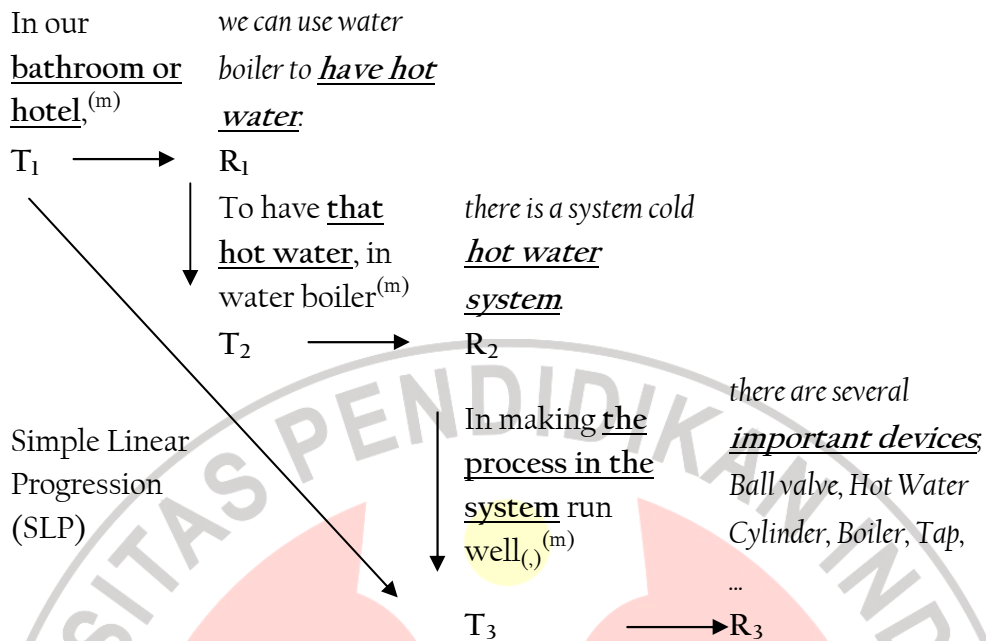 In our
bathroom or
hotel,(m)
we can use water
boiler to have hot
water.
T1
R1
To have that
hot water, in
water boiler(m)
there is a system cold
hot water
system.
T2
R2
Simple Linear
Progression
(SLP)
In making the
process in the
system run
well(,)(m)
there are several
important devices;
Ball valve, Hot Water
Cylinder, Boiler, Tap,
...
T3
R3
SITAS PENDIDIKAN IND